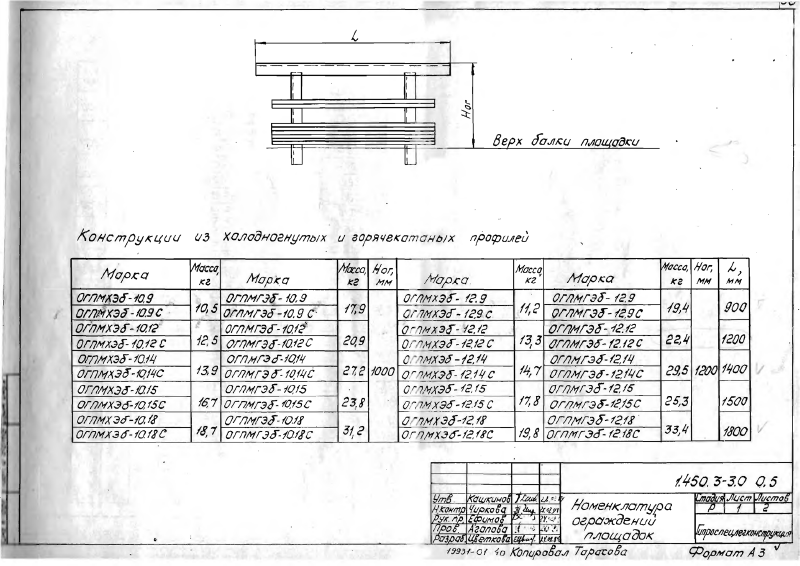 L
Ног
Верх балки площадки
Конструкции из холодногнутых и горячекатаных профилей
Марка Масса, кг Марка Масса, кг Ног, мм Марка Масса, кг Марка Масса, кг Ног, мм L, мм
ОГПМХЭб-10.9 ОГПМГЭб-10.9 ОГПМХЭб-12.9 ОГПМГЭб-12.9
10,5 17,9 11,2 19,4 900
ОГПМХЭб-10.9С ОГПМГЭб-10.9С ОГПМХЭб-12.9С ОГПМГЭб-12.9С
ОГПМХЭб-10.12 ОГПМГЭб-10.12 ОГПМХЭб-12.12 ОГПМГЭб-12.12
12,5 20,9 13,3 22,4 1200
ОГПМХЭб-10.12С ОГПМГЭб-10.12С ОГПМХЭб-12.12С ОГПМГЭб-12.12С
ОГПМХЭб-10.14 ОГПМГЭб-10.14 ОГПМХЭб-12.14 ОГПМГЭб-12.14
13,9 27,2 1000 14,7 29,5 1200 1400
ОГПМХЭб-10.14С ОГПМГЭб-10.14С ОГПМХЭб-12.14С ОГПМГЭб-12.14С
ОГПМХЭб-10.15 ОГПМГЭб-10.15 ОГПМХЭб-12.15 ОГПМГЭб-12.15
16,7 23,8 17,8 25,3 1500
ОГПМХЭб-10.15С ОГПМГЭб-10.15С ОГПМХЭб-12.15С ОГПМГЭб-12.15С
ОГПМХЭб-10.18 ОГПМГЭб-10.18 ОГПМХЭб-12.18 ОГПМГЭб-12.18
18,7 31,2 19,8 33,4 1800
ОГПМХЭб-10.18С ОГПМГЭб-10.18С ОГПМХЭб-12.18С ОГПМГЭб-12.18С
1.450.3-3.0 0.5
Утв Кашкинов
Н.контр Чиркова
Рук. пр. Ефимов
Пров Агапова
Разраб Цветкова
Номенклатура
ограждений
площадок
Стадия Лист Листов
Р 1 2
Гипроспецлегконструкция
19931-01 40 Копировал Тарасова Формат А3